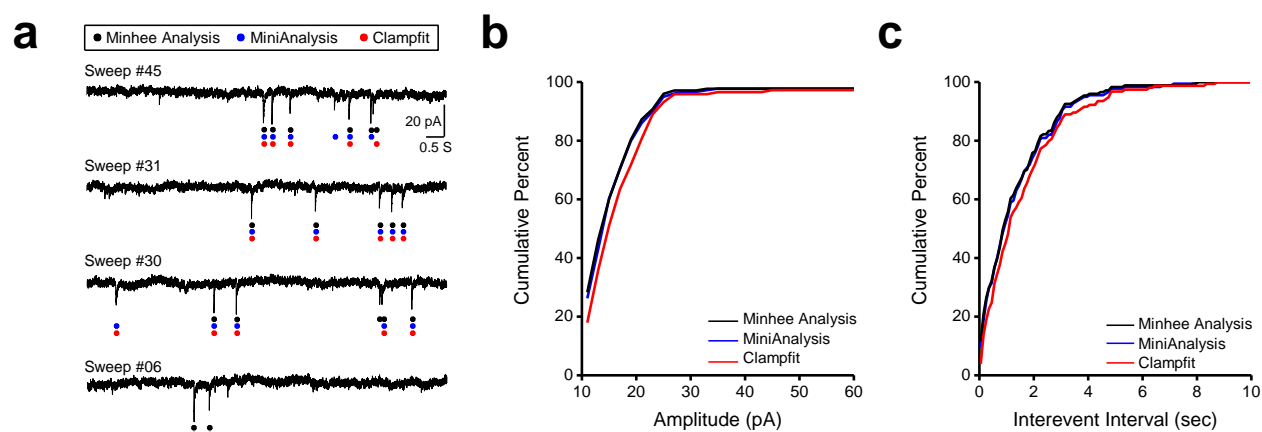 a
Minhee Analysis MiniAnalysis Clampfit
Sweep #45
20 pA
0.5 S
Sweep #31
Sweep #30
Sweep #06
b
Cumulative Percent
100
80
60
40
20
0
Minhee Analysis
MiniAnalysis
Clampfit
10 20 30 40 50 60
Amplitude (pA)
c
Cumulative Percent
100
80
60
40
20
0
Minhee Analysis
MiniAnalysis
Clampfit
0 2 4 6 8 10
Interevent Interval (sec)